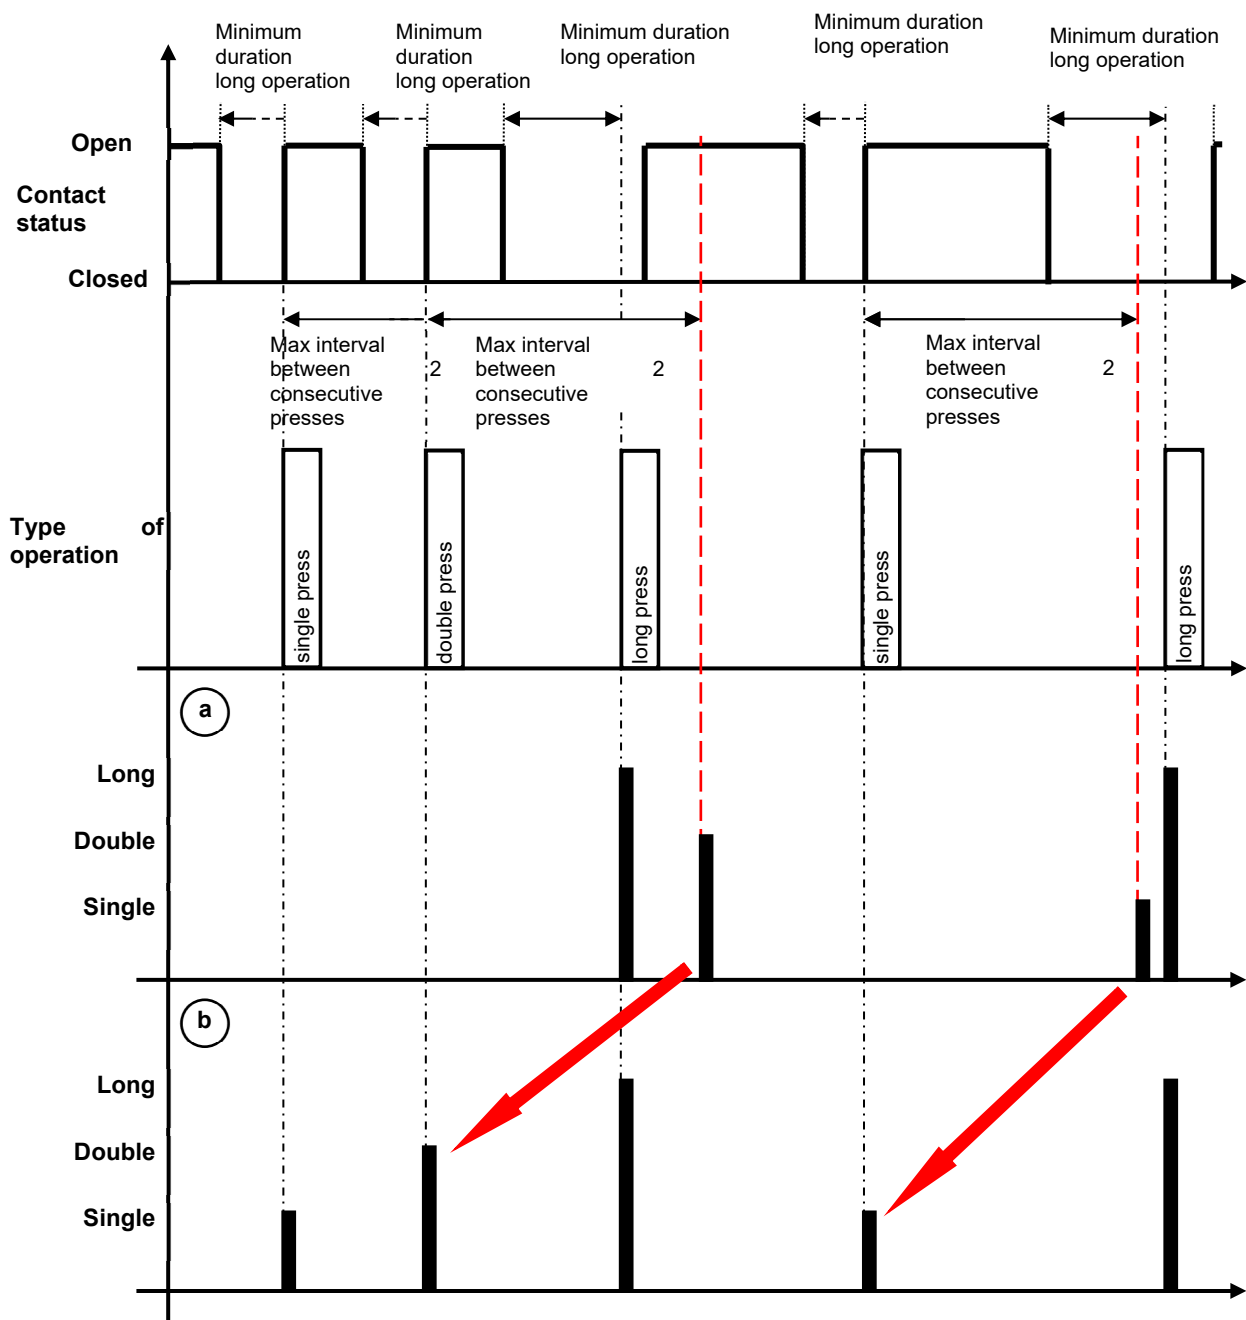 Minimum
duration
long operation
Minimum
duration
long operation
Minimum duration
long operation
Minimum duration
long operation
Minimum duration
long operation
Open
Contact
status
Closed
Max interval
between 2
consecutive
presses
Max interval
between 2
consecutive
presses
Max interval
between 2
consecutive
presses
Type of
operation
single press
double press
long press
single press
long press
a
Long
Double
Single
b
Long
Double
Single